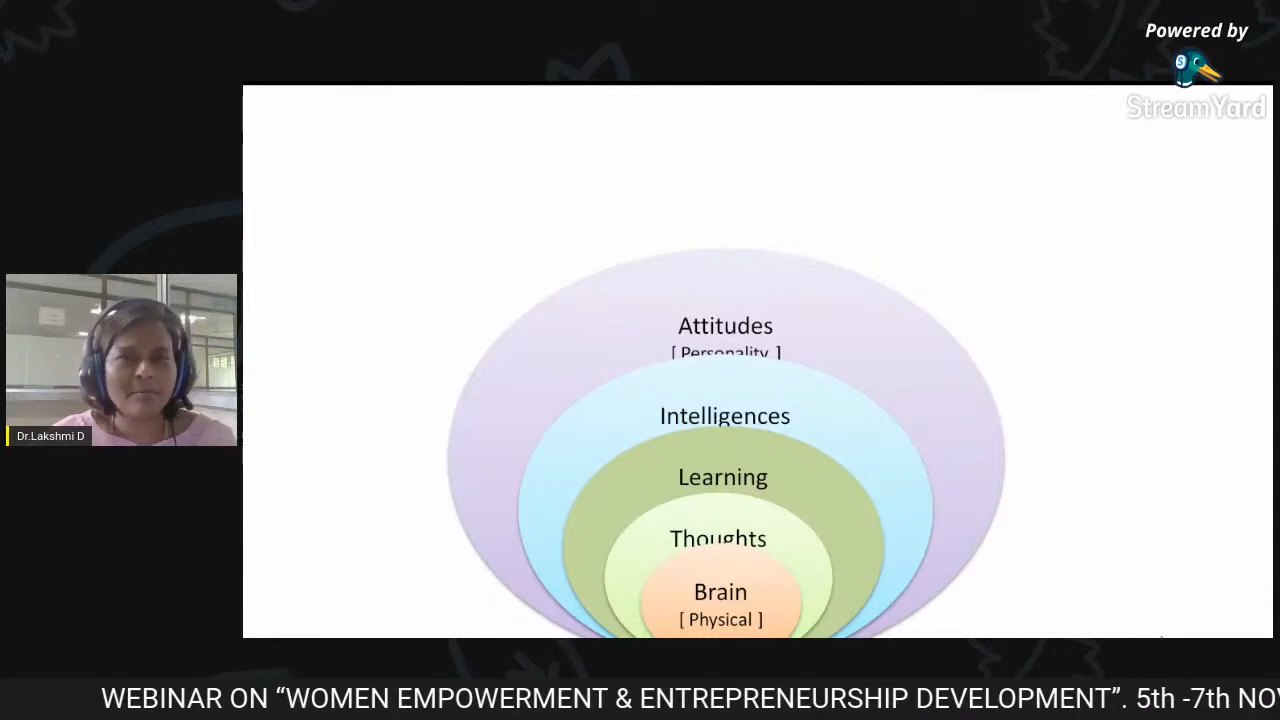 Powered by
StreamYard
Attitudes
[ Personality ]
Intelligences
Learning
Thoughts
Brain
[ Physical ]
Dr.Lakshmi D
WEBINAR ON “WOMEN EMPOWERMENT & ENTREPRENEURSHIP DEVELOPMENT”. 5th -7th NOV